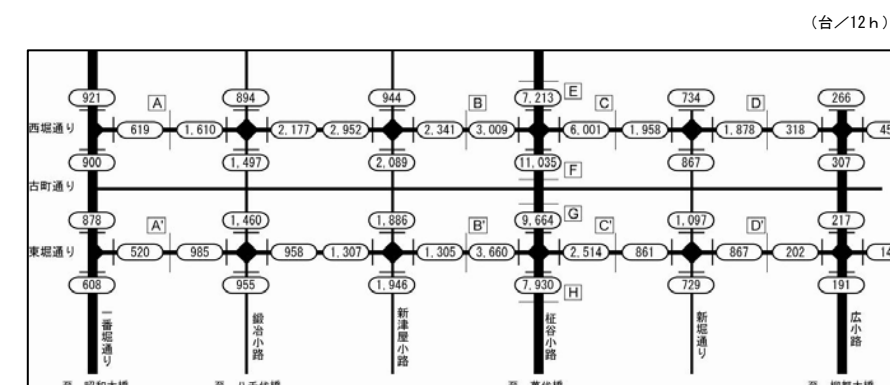 (台/12h)
921 894 944 7,213 E 734 266
A B C D
西堀通り 619 1,610 2,177 2,952 2,341 3,009 6,001 1,958 1,878 318
900 1,497 2,089 11,035 F 867 307
古町通り
878 1,460 1,886 9,664 G 1,097 217
A' B' C' D'
東堀通り 520 985 958 1,307 1,305 3,660 2,514 861 867 202
608 955 1,946 7,930 H 729 191
一番堀通り
鍛冶小路
新津屋小路
柾谷小路
新堀通り
広小路